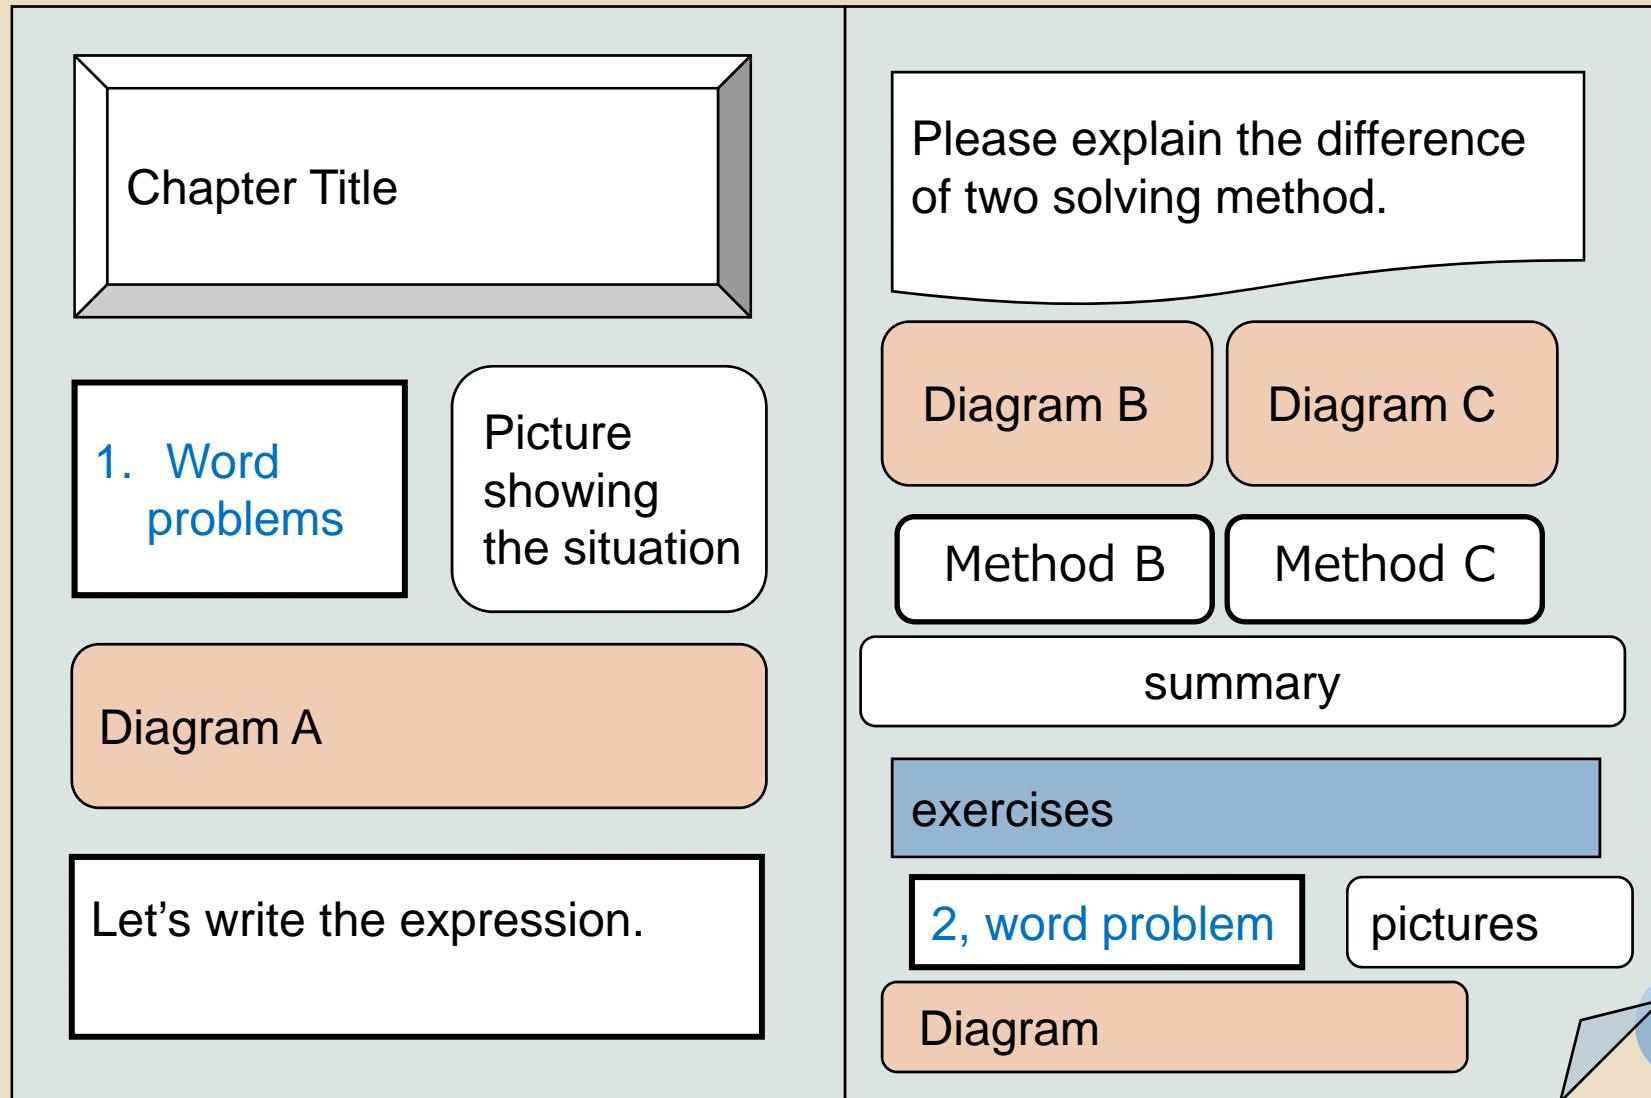 Chapter Title
1. Word
problems
Picture
showing
the situation
Diagram A
Let’s write the expression.
Please explain the difference
of two solving method.
Diagram B
Diagram C
Method B
Method C
summary
exercises
2, word problem
pictures
Diagram